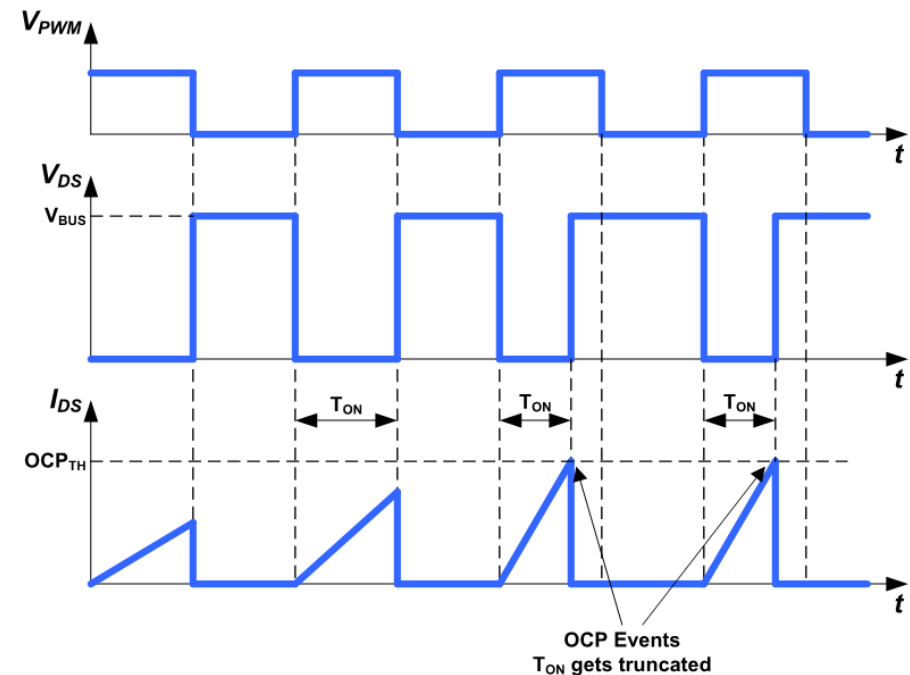 VPWM
t
VDS
VBUS
t
IDS
TON
TON
TON
OCPTH
t
OCP Events
TON gets truncated